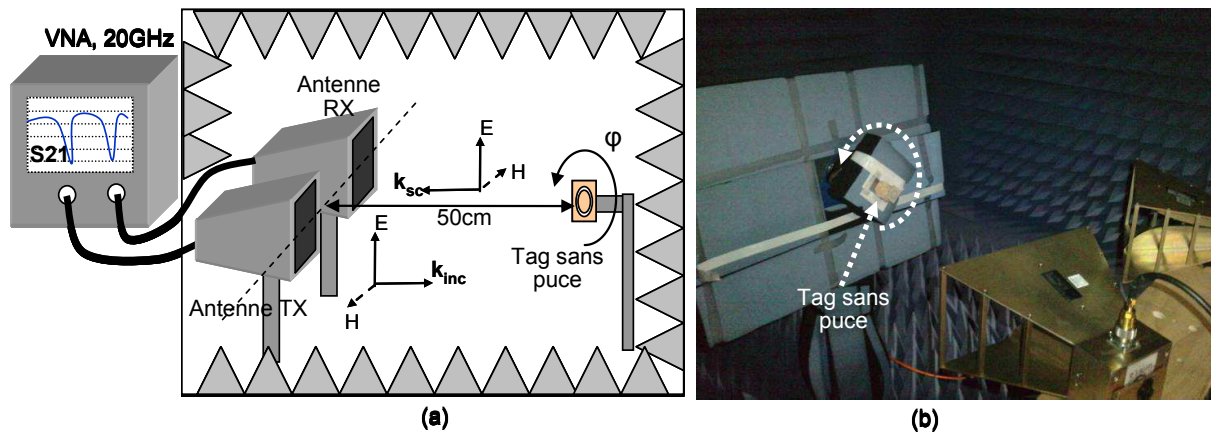 VNA, 20GHz
S21
Antenne
RX
E
H
k_sc
50cm
φ
Tag sans
puce
E
k_inc
H
Antenne TX
(a)
Tag sans
puce
(b)